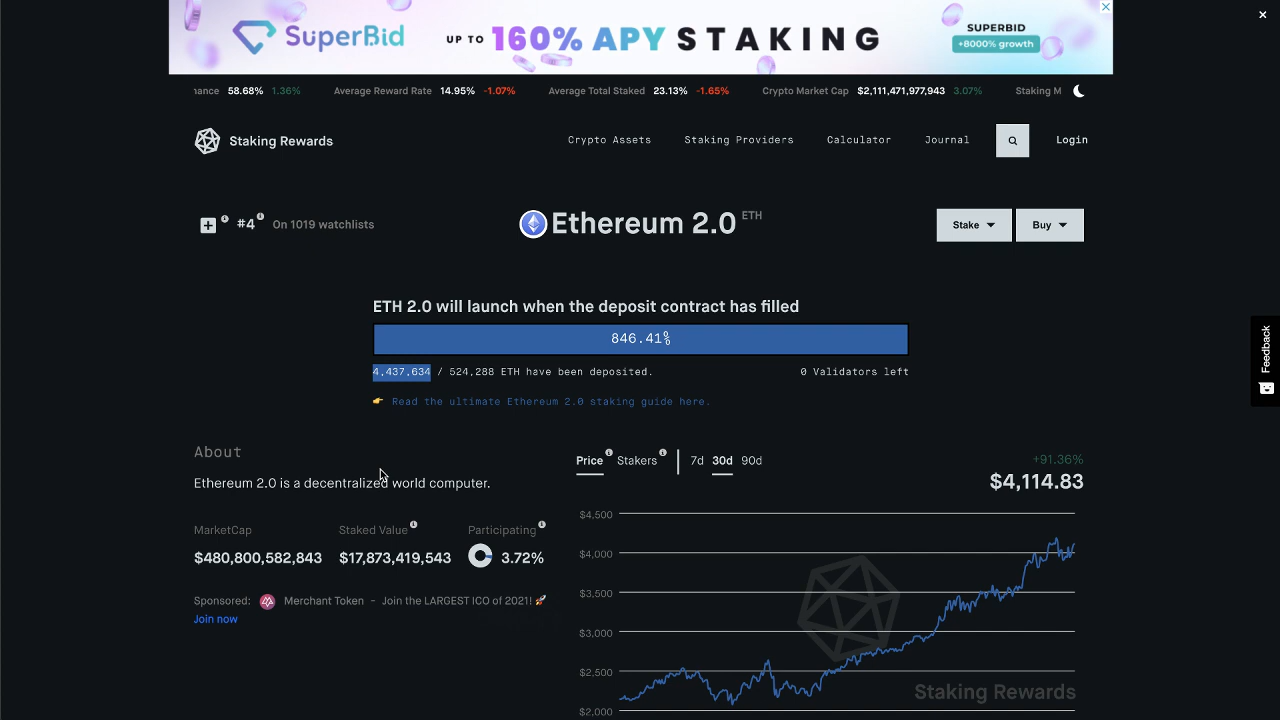 SuperBid UP TO 160% APY STAKING SUPERBID
+8000% growth
nance 58.68% 1.36% Average Reward Rate 14.95% -1.07% Average Total Staked 23.13% -1.65% Crypto Market Cap $2,111,471,977,943 3.07% Staking M
Staking Rewards Crypto Assets Staking Providers Calculator Journal Login
#4 On 1019 watchlists Ethereum 2.0 ETH Stake Buy
ETH 2.0 will launch when the deposit contract has filled
846.41%
4,437,634 / 524,288 ETH have been deposited. 0 Validators left
Read the ultimate Ethereum 2.0 staking guide here.
Feedback
About
Ethereum 2.0 is a decentralized world computer.
MarketCap Staked Value Participating
$480,800,582,843 $17,873,419,543 3.72%
Sponsored: Merchant Token - Join the LARGEST ICO of 2021!
Join now
Price Stakers 7d 30d 90d
+91.36%
$4,114.83
$4,500
$4,000
$3,500
$3,000
$2,500
$2,000
Staking Rewards